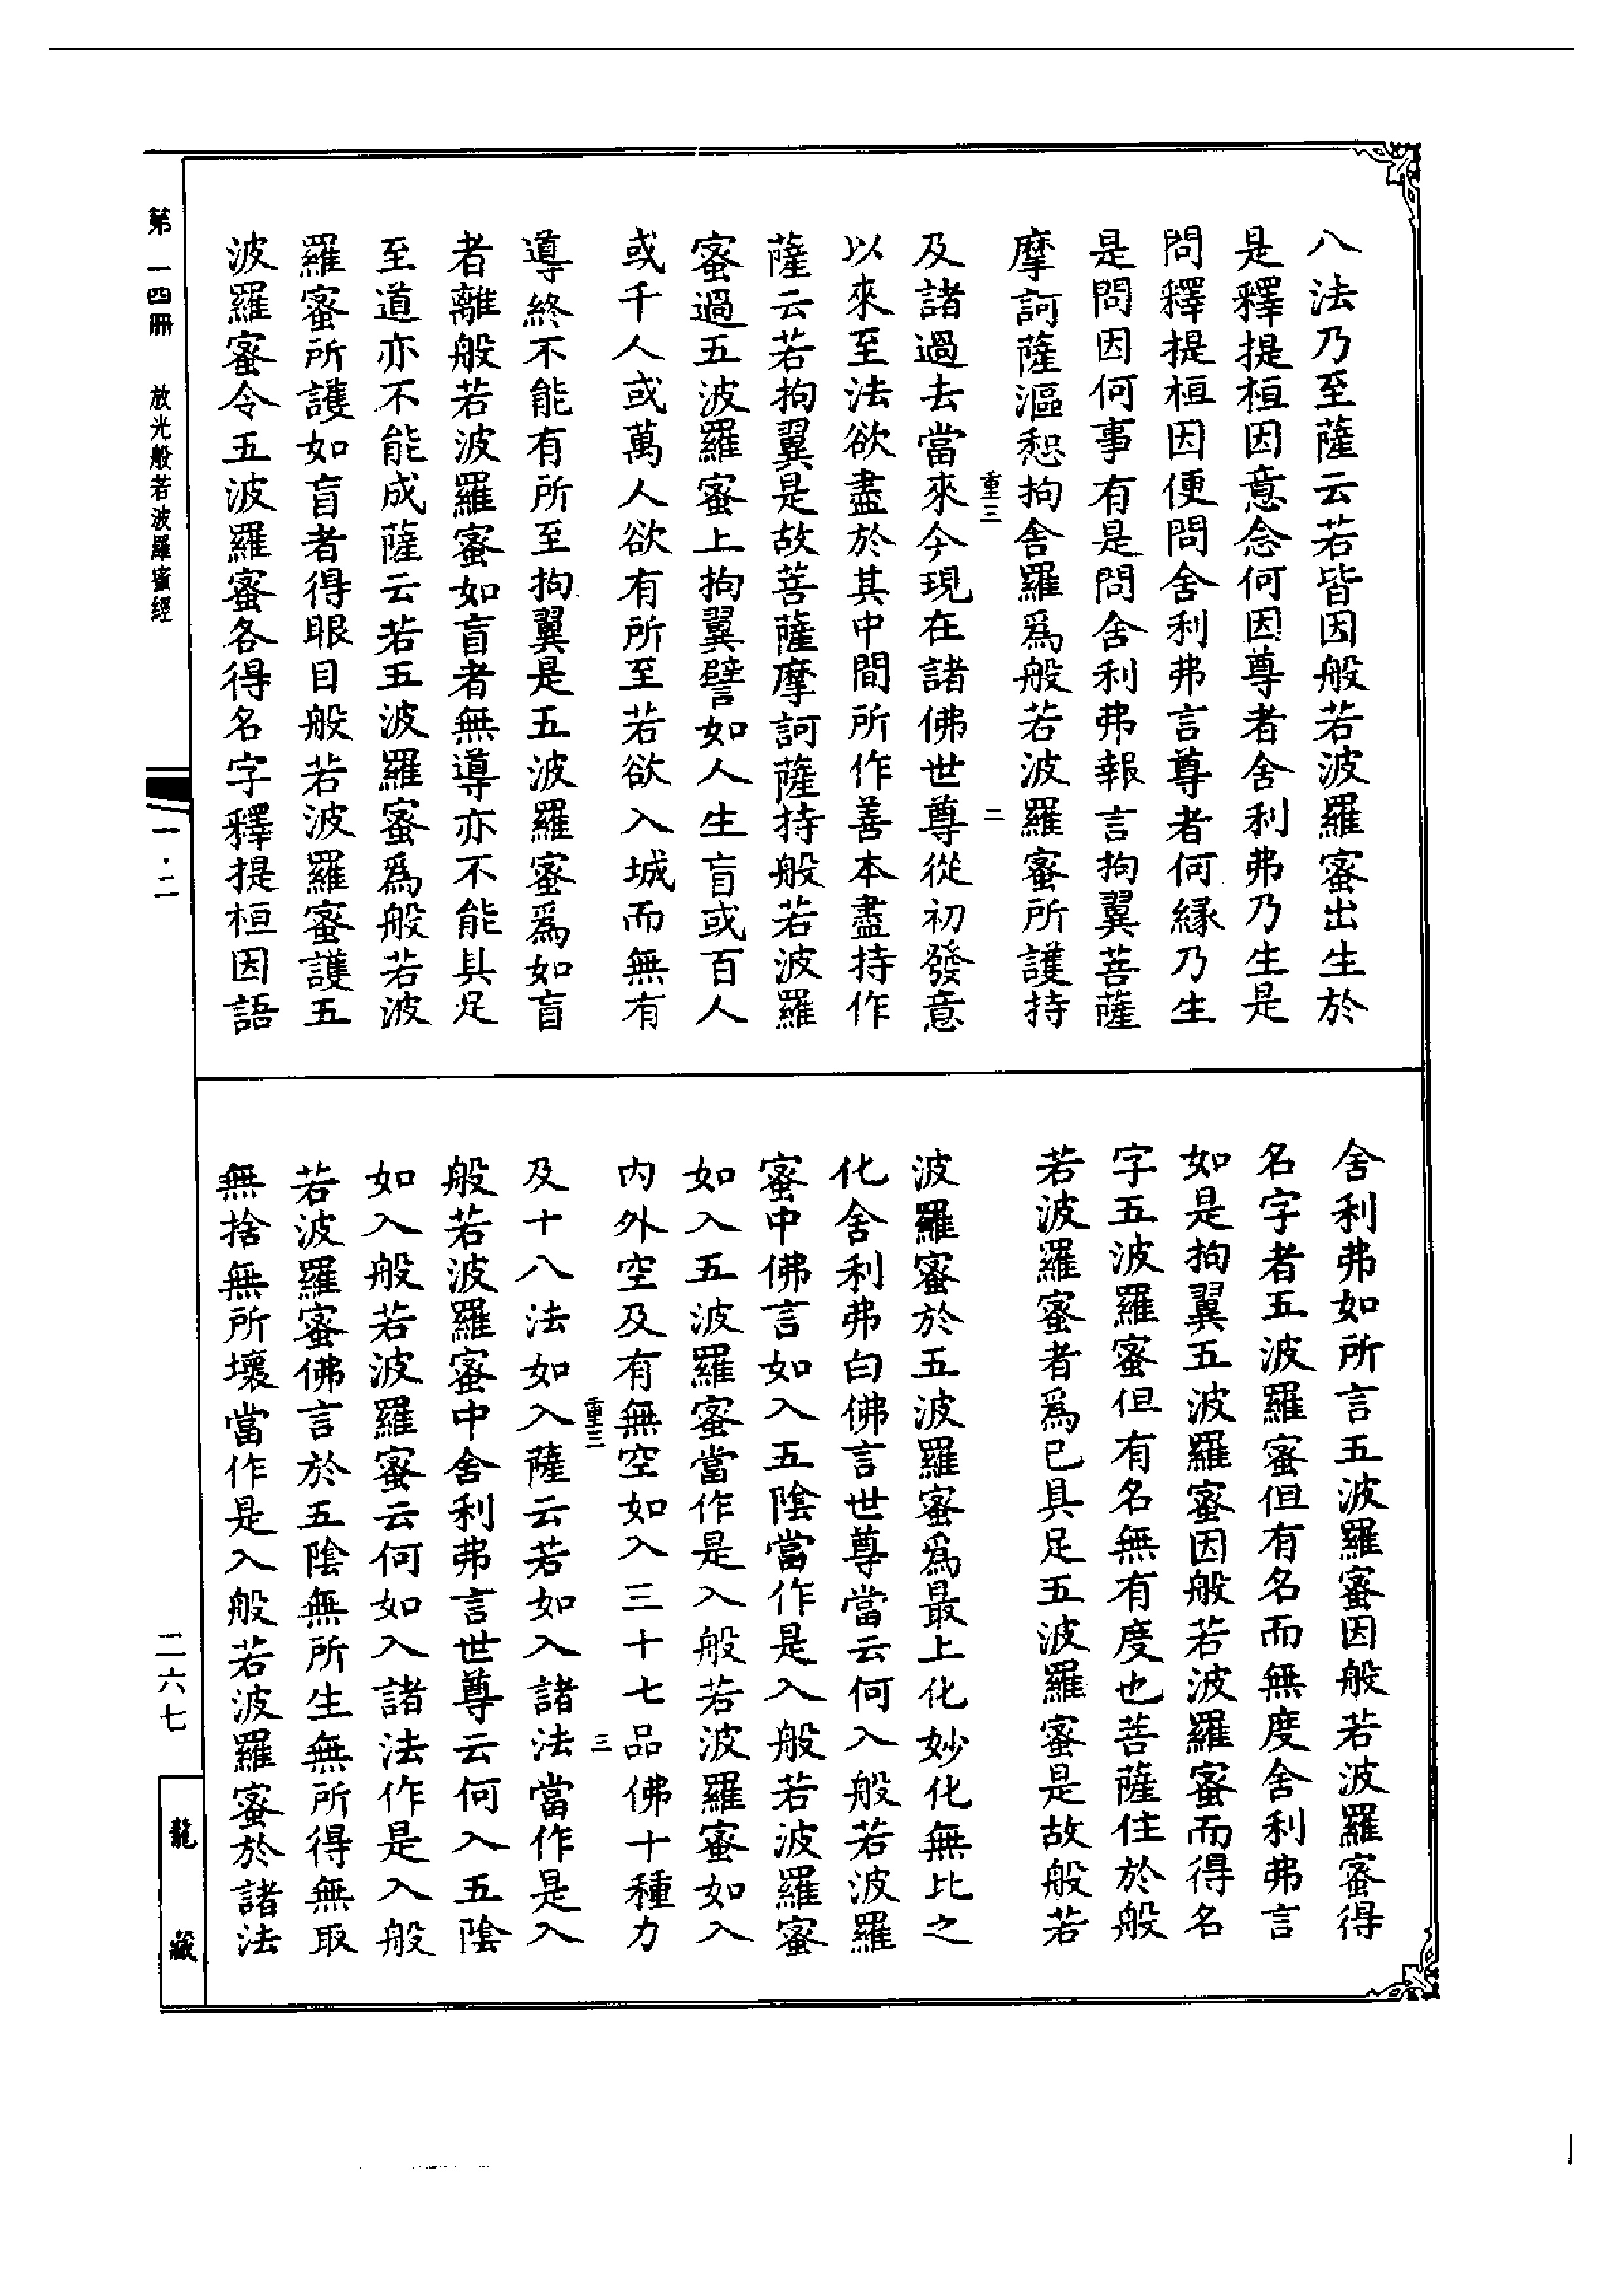 八法乃至薩云若皆因般若波羅蜜出生於
是釋提桓因意念何因尊者舍利弗乃生是
問釋提桓因便問舍利弗言尊者何緣乃生
是問因何事有是問舍利弗報言拘翼菩薩
摩訶薩漚惒拘舍羅爲般若波羅蜜所護持
重三
二
及諸過去當來今現在諸佛世尊從初發意
以來至法欲盡於其中間所作善本盡持作
薩云若拘翼是故菩薩摩訶薩持般若波羅
蜜過五波羅蜜上拘翼譬如人生盲或百人
或千人或萬人欲有所至若欲入城而無有
導終不能有所至拘翼是五波羅蜜爲如盲
者離般若波羅蜜如盲者無導亦不能具足
至道亦不能成薩云若五波羅蜜爲般若波
羅蜜所護如盲者得眼目般若波羅蜜護五
波羅蜜令五波羅蜜各得名字釋提桓因語
舍利弗如所言五波羅蜜因般若波羅蜜得
名字者五波羅蜜但有名而無度舍利弗言
如是拘翼五波羅蜜因般若波羅蜜而得名
字五波羅蜜但有名無有度也菩薩住於般
若波羅蜜者爲已具足五波羅蜜是故般若
波羅蜜於五波羅蜜爲最上化妙化無比之
化舍利弗白佛言世尊當云何入般若波羅
蜜中佛言如入五陰當作是入般若波羅蜜
如入五波羅蜜當作是入般若波羅蜜如入
內外空及有無空如入三十七品佛十種力
重三
三
及十八法如入薩云若如入諸法當作是入
般若波羅蜜中舍利弗言世尊云何入五陰
如入般若波羅蜜云何如入諸法作是入般
若波羅蜜佛言於五陰無所生無所得無取
無捨無所壞當作是入般若波羅蜜於諸法
第一四冊 放光般若波羅蜜經
一·二
二六七
龍藏